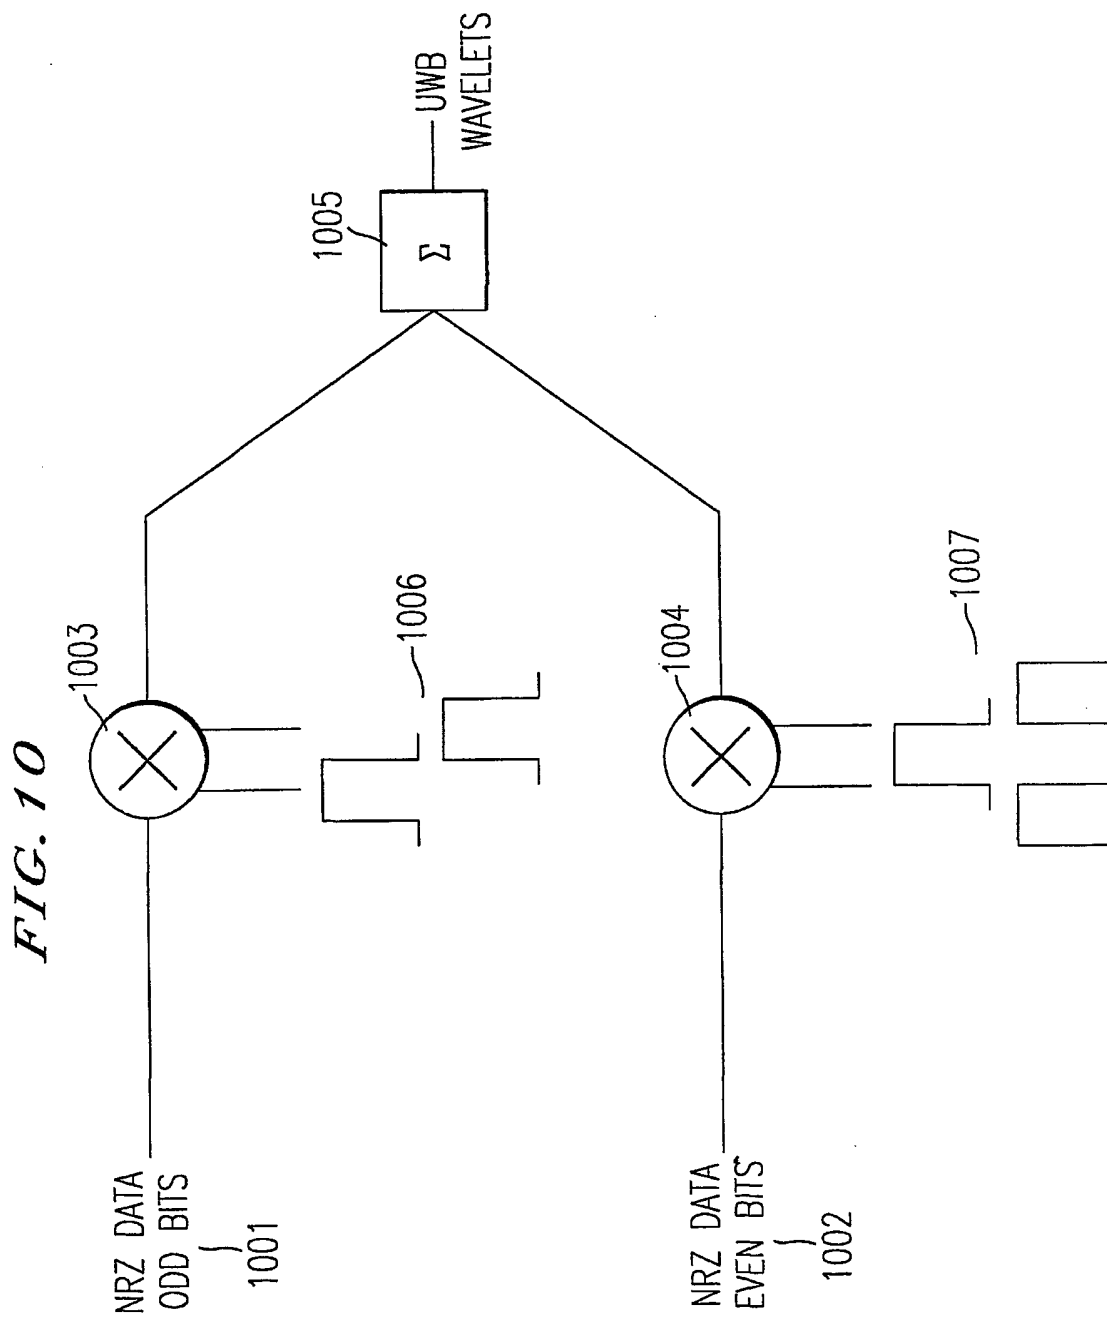 FIG. 10
NRZ DATA
ODD BITS
1001
1003
1006
1005
Σ
UWB
WAVELETS
NRZ DATA
EVEN BITS
1002
1004
1007